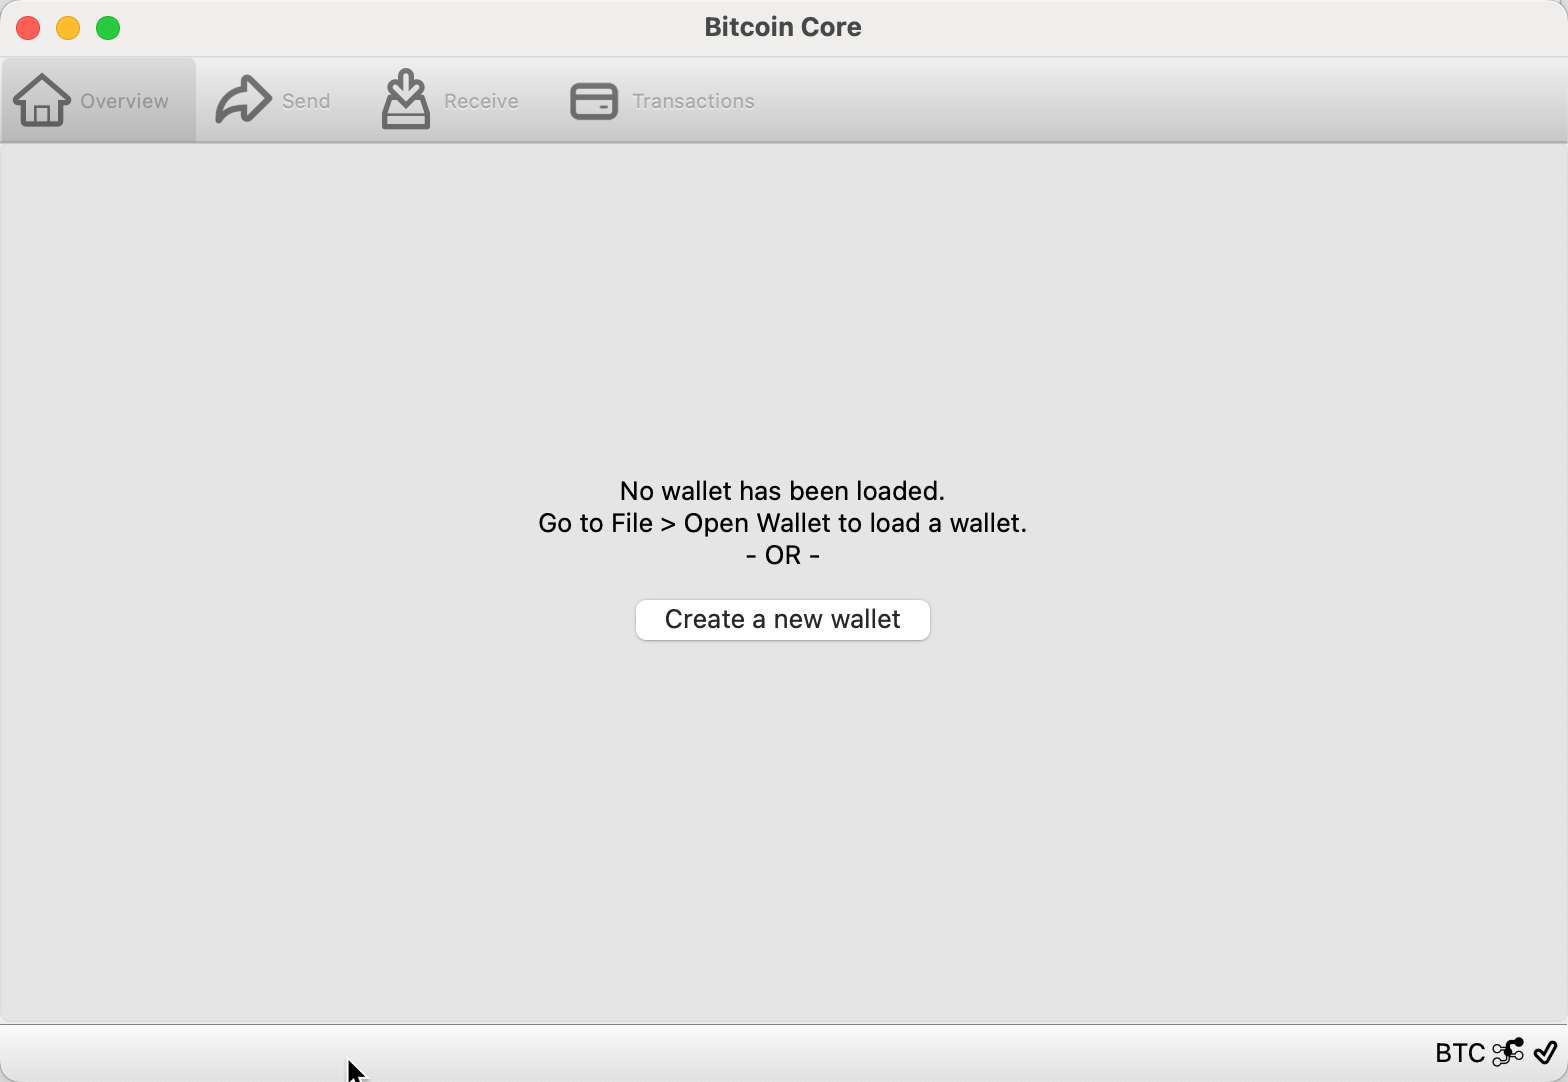 Bitcoin Core
Overview Send Receive Transactions
No wallet has been loaded.
Go to File > Open Wallet to load a wallet.
- OR -
Create a new wallet
BTC